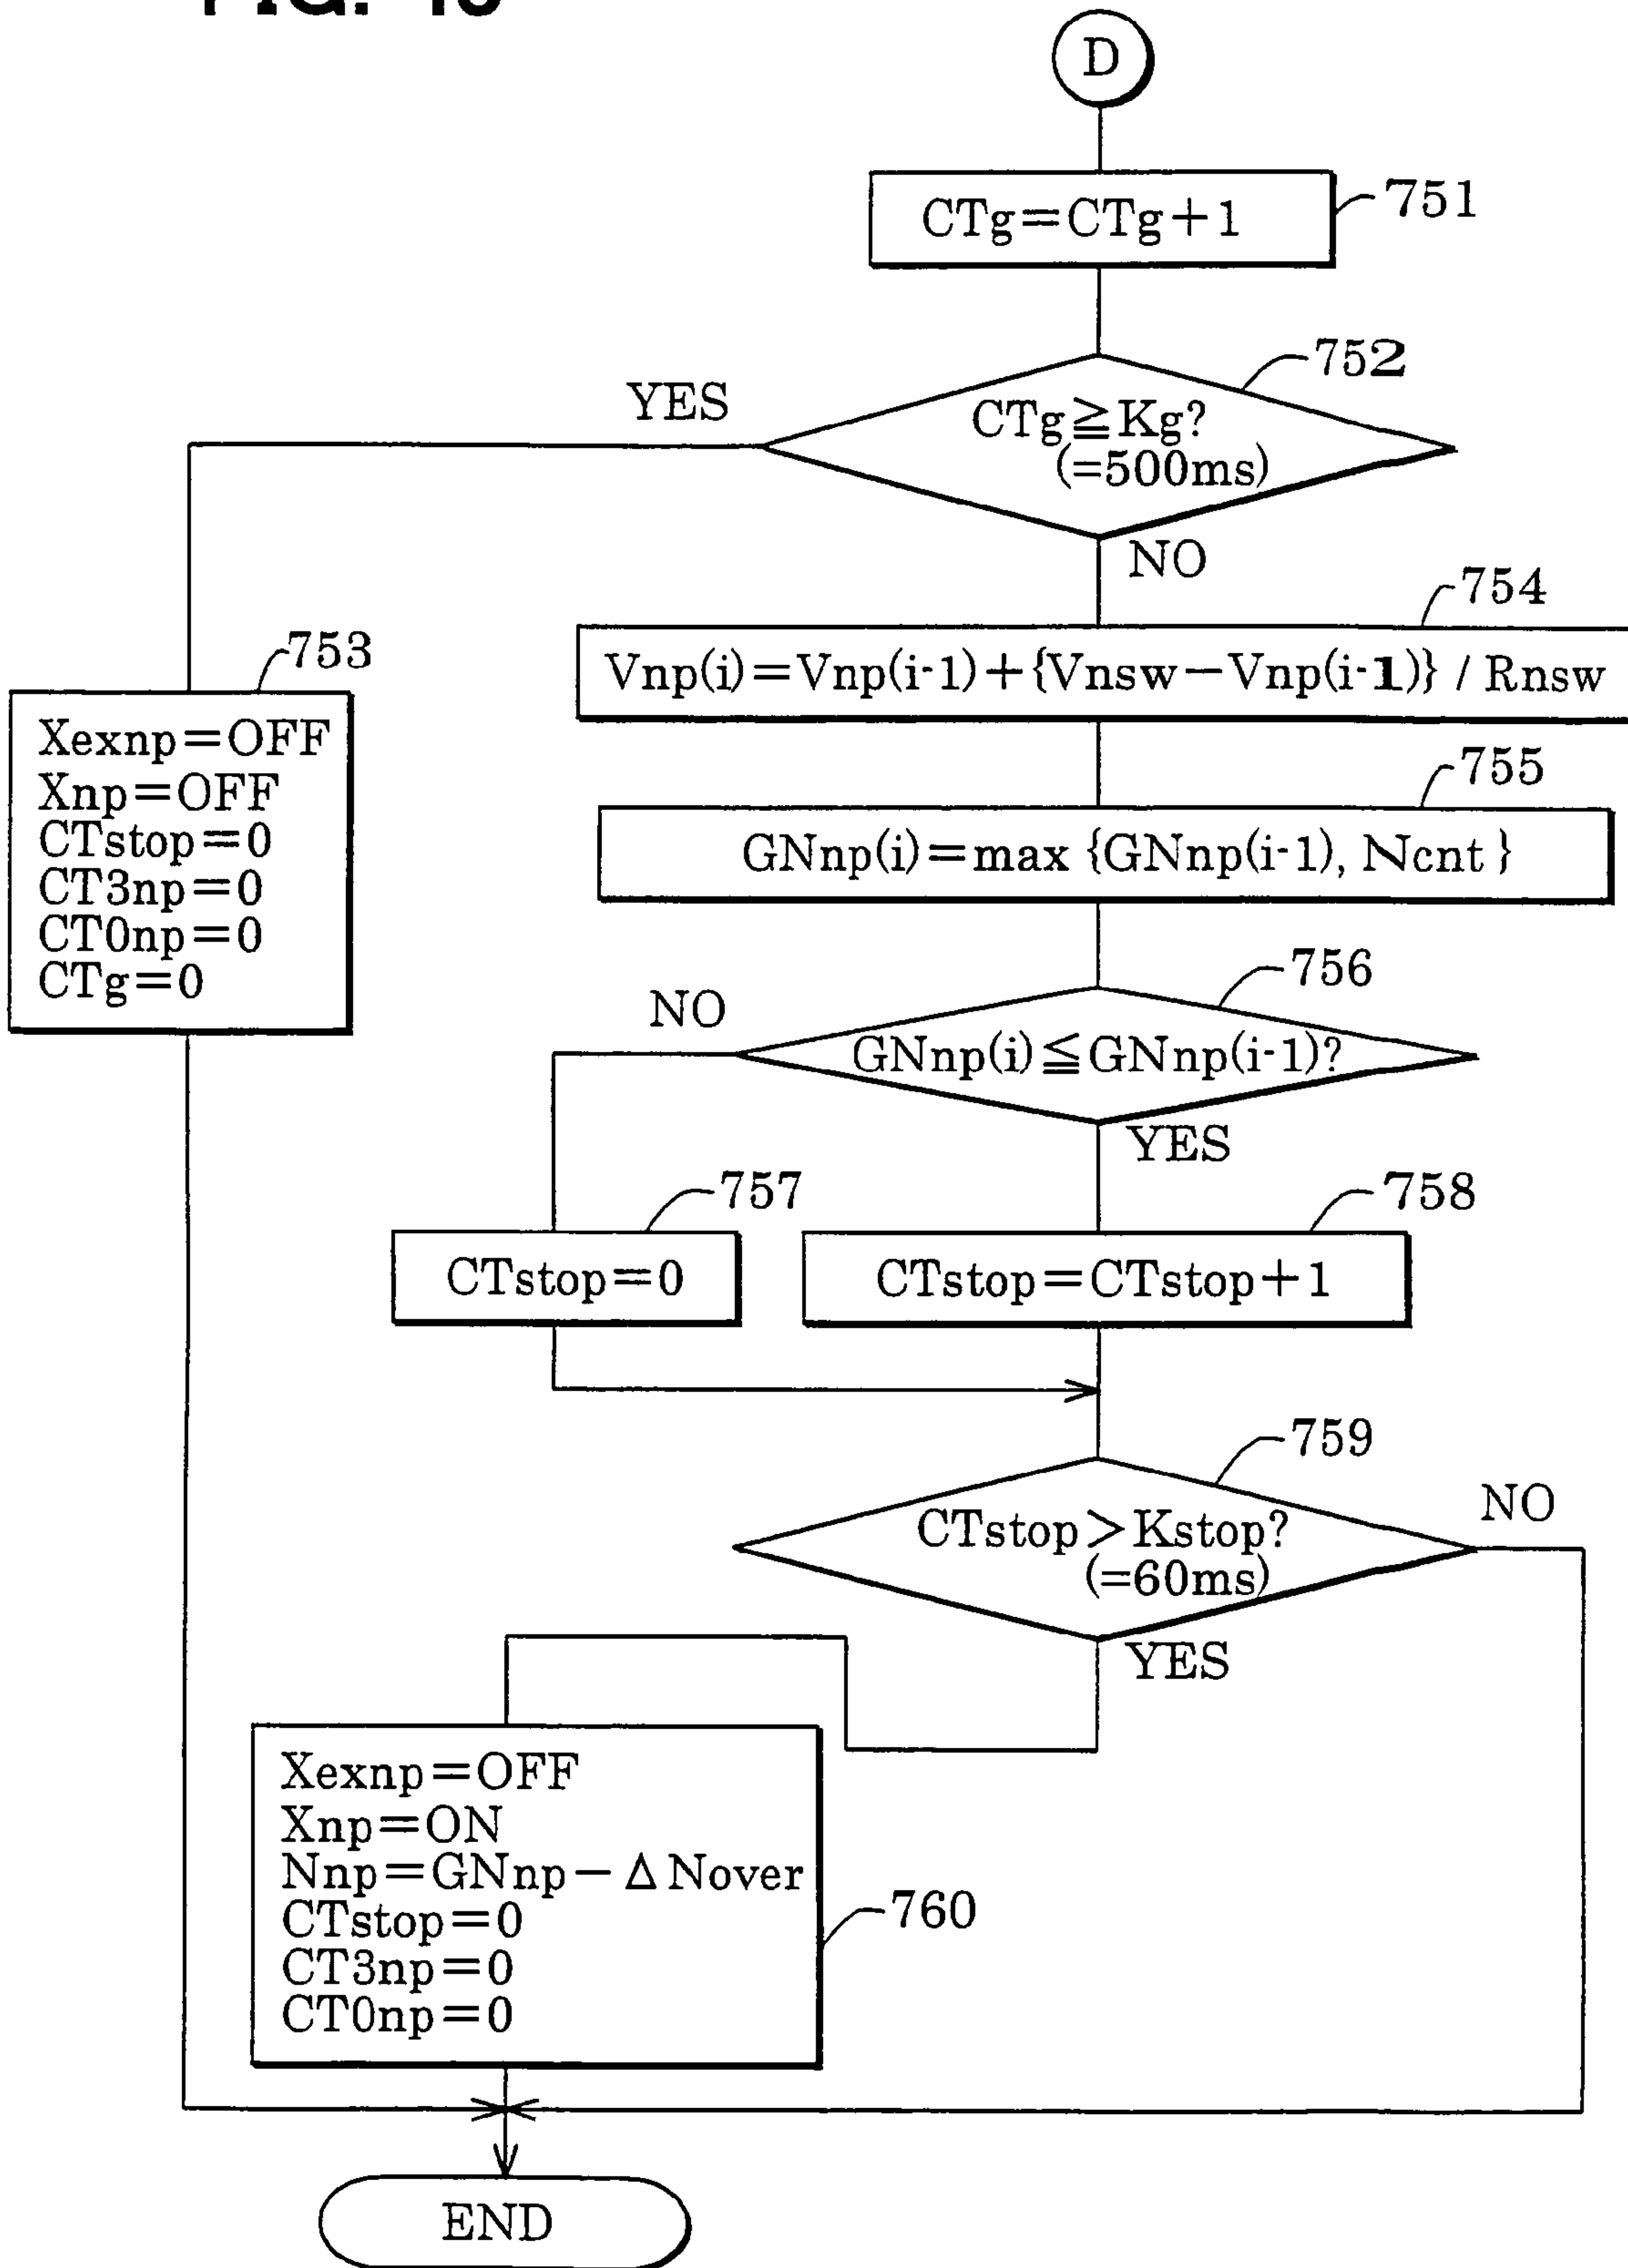 D
CTg=CTg+1
751
752
YES
CTg≧Kg?
(=500ms)
NO
754
Vnp(i)=Vnp(i-1)+{Vnsw−Vnp(i-1)} / Rnsw
753
Xexnp=OFF
Xnp=OFF
CTstop=0
CT3np=0
CT0np=0
CTg=0
755
GNnp(i)=max {GNnp(i-1), Ncnt}
756
NO
GNnp(i)≦GNnp(i-1)?
YES
757
CTstop=0
758
CTstop=CTstop+1
759
CTstop>Kstop?
(=60ms)
NO
YES
Xexnp=OFF
Xnp=ON
Nnp=GNnp−ΔNover
CTstop=0
CT3np=0
CT0np=0
760
END